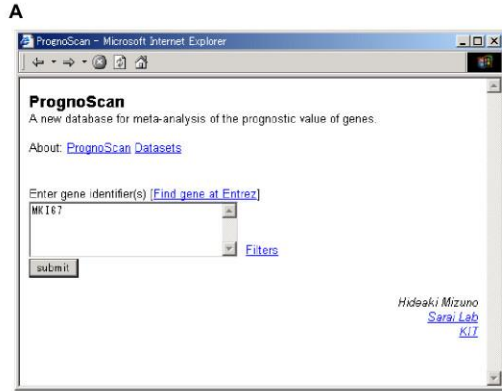 A
PrognoScan - Microsoft Internet Explorer
PrognoScan
A new database for meta-analysis of the prognostic value of genes.
About: PrognoScan Datasets
Enter gene identifier(s) [Find gene at Entrez]
MKI67
Filters
submit
Hideaki Mizuno
Sarai Lab
KIT